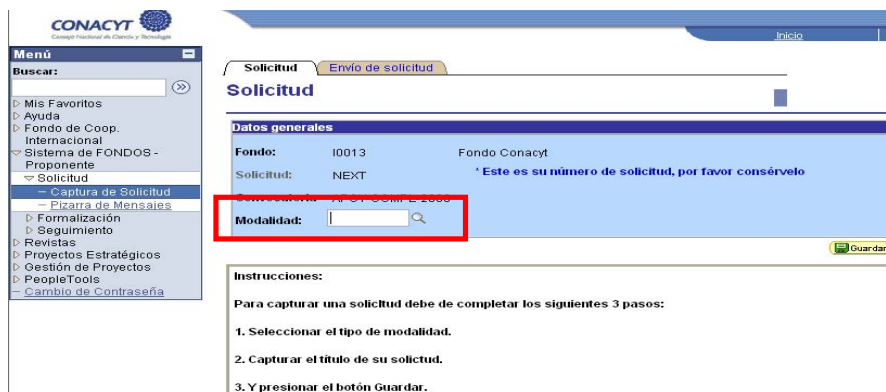 CONACYT
Consejo Nacional de Ciencia y Tecnología
Inicio
Menú
Buscar:
Mis Favoritos
Ayuda
Fondo de Coop.
Internacional
Sistema de FONDOS -
Proponente
Solicitud
Captura de Solicitud
Pizarra de Mensajes
Formalización
Seguimiento
Revistas
Proyectos Estratégicos
Gestión de Proyectos
PeopleTools
Cambio de Contraseña
Solicitud Envío de solicitud
Solicitud
Datos generales
Fondo: I0013 Fondo Conacyt
Solicitud: NEXT * Este es su número de solicitud, por favor consérvelo
Modalidad:
Guardar
Instrucciones:
Para capturar una solicitud debe de completar los siguientes 3 pasos:
1. Seleccionar el tipo de modalidad.
2. Capturar el título de su solictud.
3. Y presionar el botón Guardar.